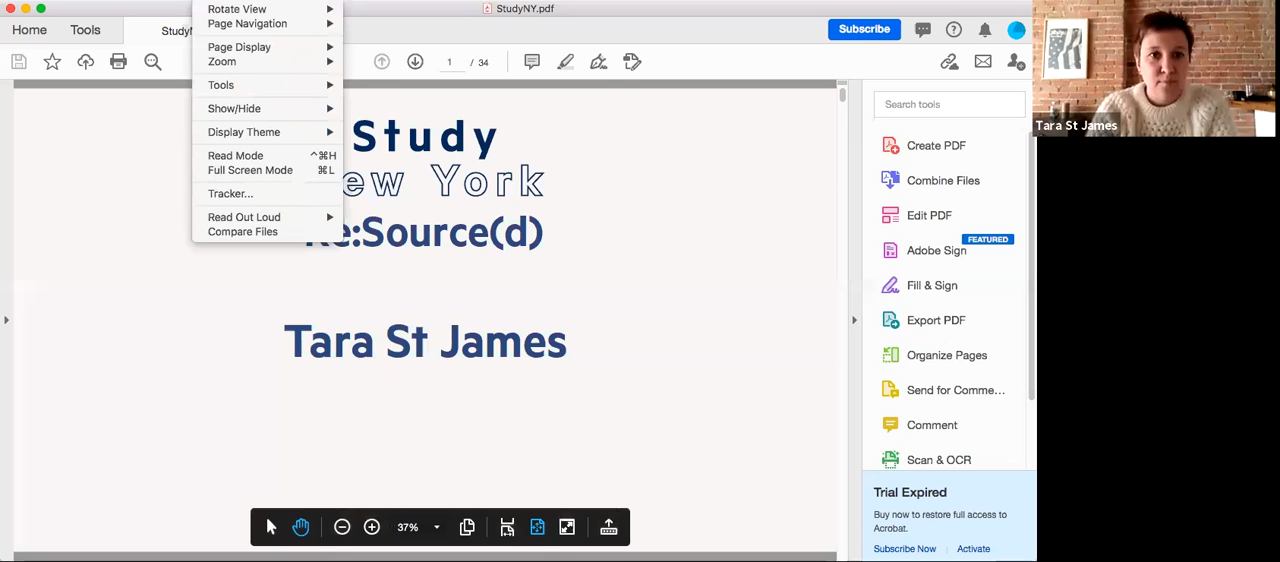 StudyNY.pdf
Home
Tools
Subscribe
Rotate View
Page Navigation
Page Display
Zoom
Tools
Show/Hide
Display Theme
Read Mode ^⌘H
Full Screen Mode ⌘L
Tracker...
Read Out Loud
Compare Files
1 / 34
Study
ew York
e:Source(d)
Tara St James
37%
Search tools
Create PDF
Combine Files
Edit PDF
FEATURED
Adobe Sign
Fill & Sign
Export PDF
Organize Pages
Send for Comme...
Comment
Scan & OCR
Trial Expired
Buy now to restore full access to
Acrobat.
Subscribe Now
Activate
Tara St James